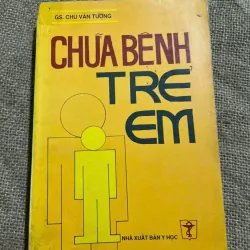 GS. CHU VĂN TƯỜNG
CHỮA BỆNH
TRẺ
EM
NHÀ XUẤT BẢN Y HỌC